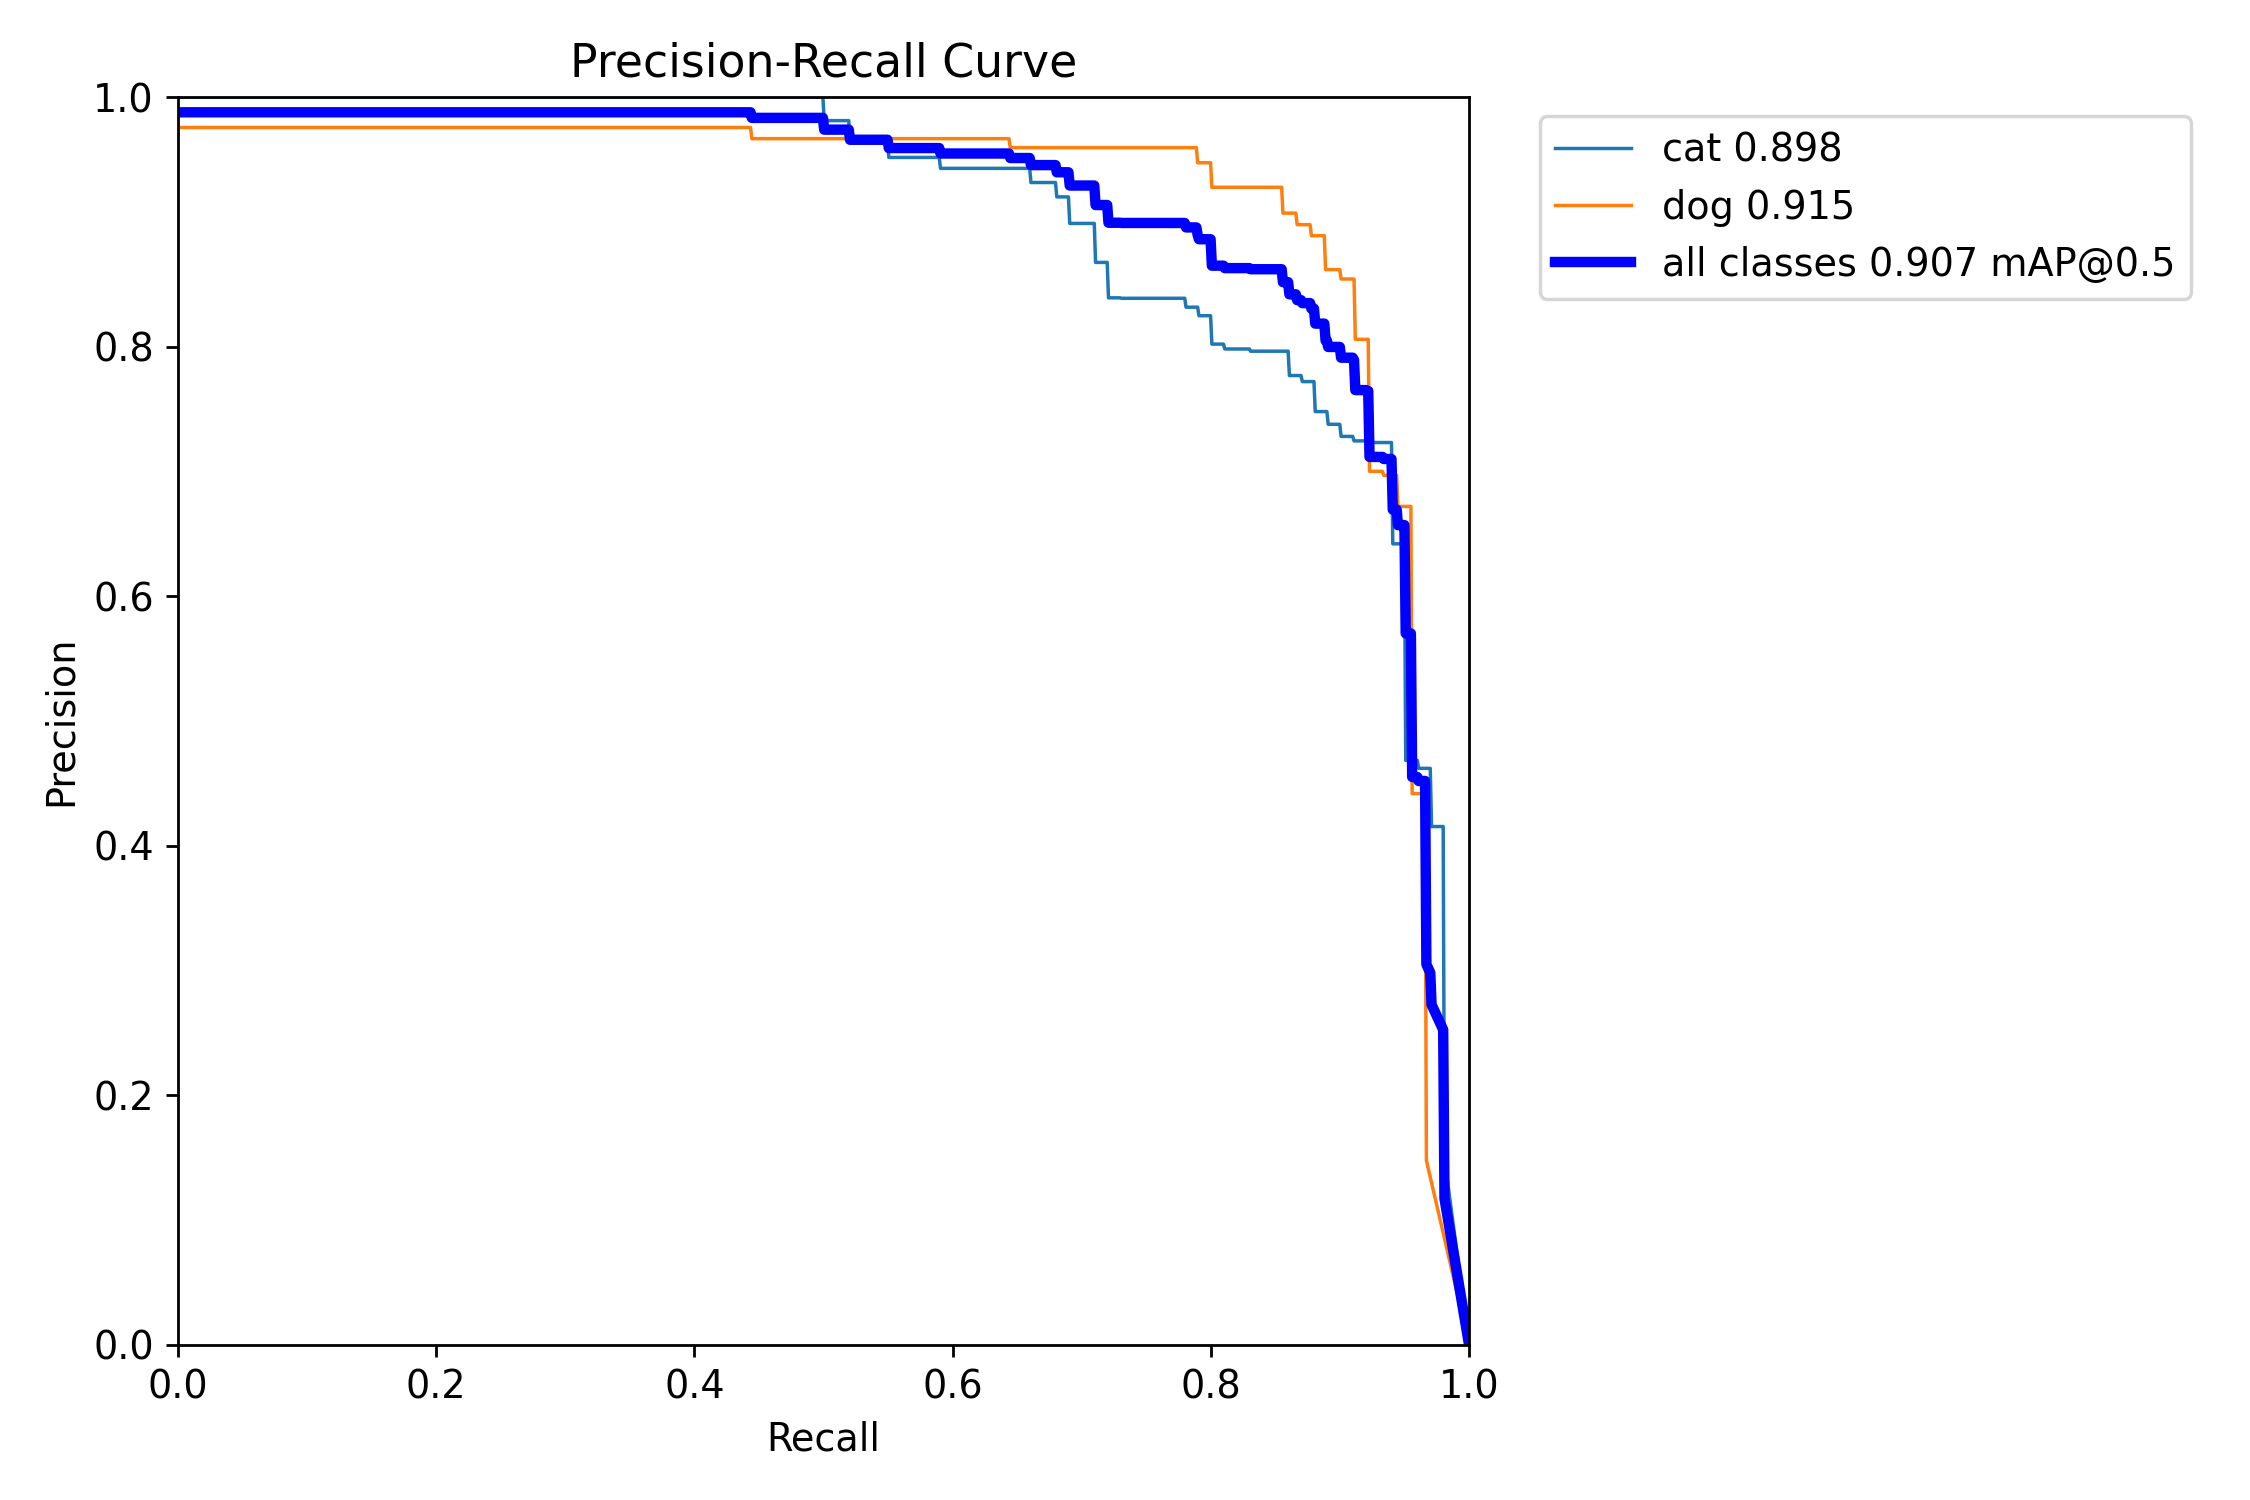 Precision-Recall Curve
1.0
0.8
0.6
0.4
0.2
0.0
Precision
0.0 0.2 0.4 0.6 0.8 1.0
Recall
cat 0.898
dog 0.915
all classes 0.907 mAP@0.5